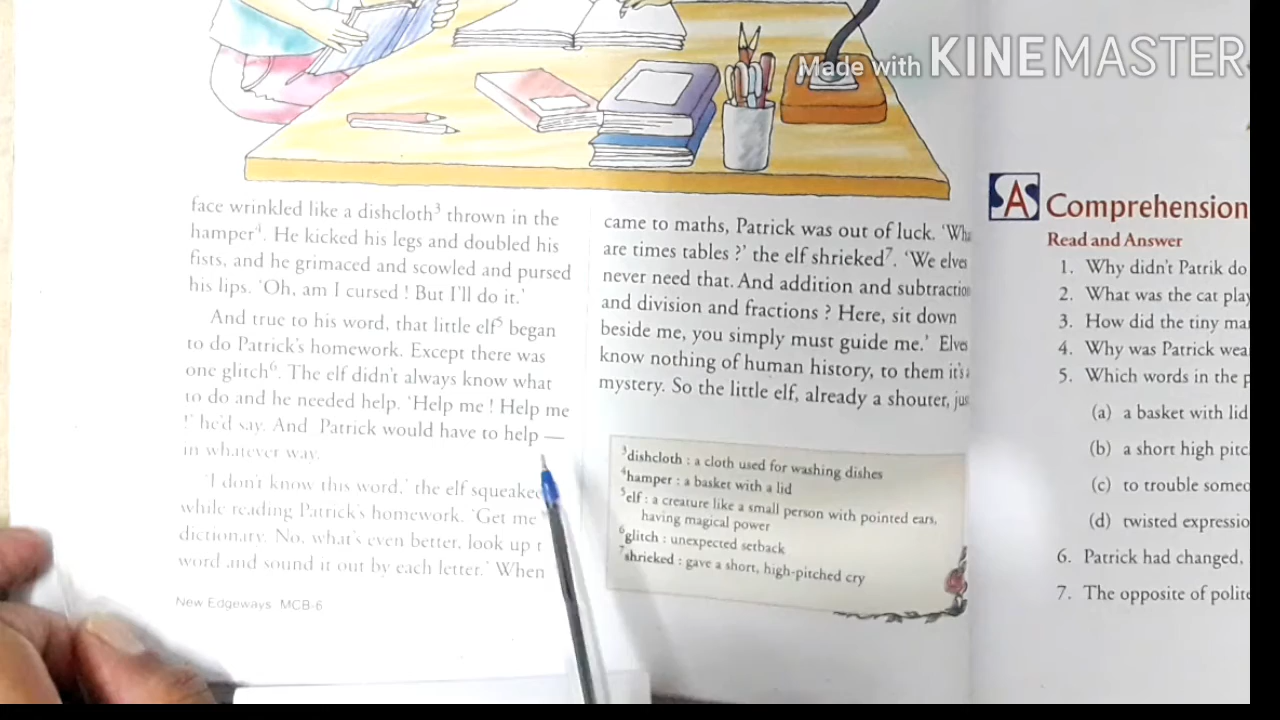 Made with KINEMASTER
face wrinkled like a dishcloth³ thrown in the
hamper⁴. He kicked his legs and doubled his
fists, and he grimaced and scowled and pursed
his lips. 'Oh, am I cursed ! But I'll do it.'
And true to his word, that little elf⁵ began
to do Patrick's homework. Except there was
one glitch⁶. The elf didn't always know what
to do and he needed help. 'Help me ! Help me
!' he'd say. And Patrick would have to help —
in whatever way.
'I don't know this word,' the elf squeaked
while reading Patrick's homework. 'Get me
dictionary. No, what's even better, look up
word and sound it out by each letter.' When
New Edgeways MCB-6
came to maths, Patrick was out of luck.
are times tables ?' the elf shrieked⁷. 'We elves
never need that. And addition and subtraction
and division and fractions ? Here, sit down
beside me, you simply must guide me.' Elves
know nothing of human history, to them it's a
mystery. So the little elf, already a shouter,
³dishcloth : a cloth used for washing dishes
⁴hamper : a basket with a lid
⁵elf : a creature like a small person with pointed ears,
having magical power
⁶glitch : unexpected setback
⁷shrieked : gave a short, high-pitched cry
A Comprehension
Read and Answer
1. Why didn't Patrik do
2. What was the cat
3. How did the tiny
4. Why was Patrick
5. Which words in the
(a) a basket with lid
(b) a short high
(c) to trouble
(d) twisted
6. Patrick had changed,
7. The opposite of